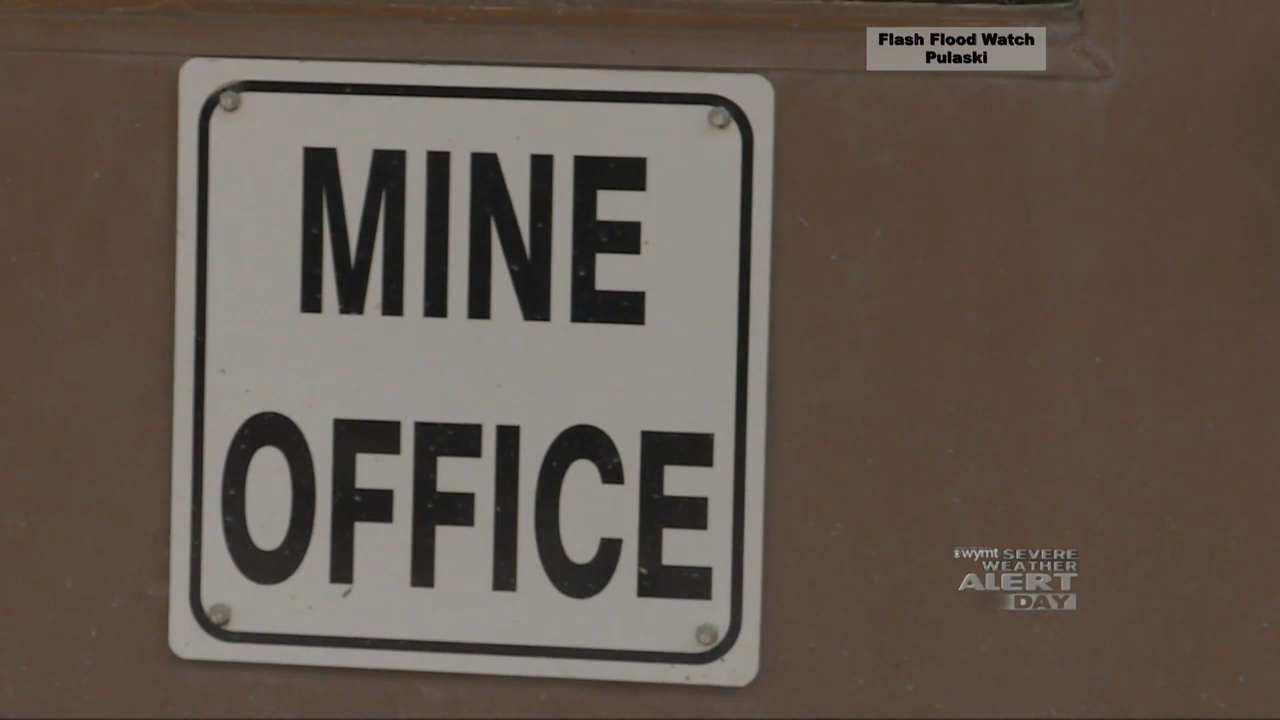 Flash Flood Watch
Pulaski
MINE
OFFICE
wymt SEVERE
WEATHER
ALERT
DAY